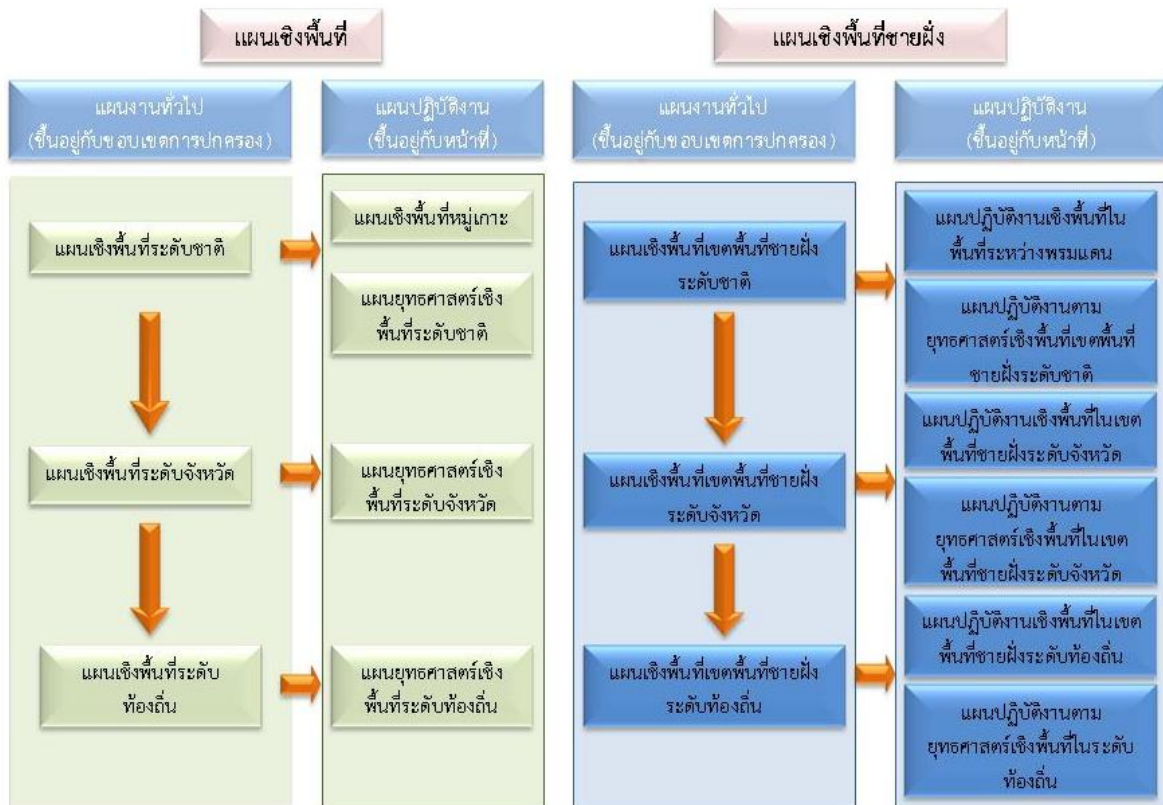 แผนเชิงพื้นที่
แผนงานทั่วไป
(ขึ้นอยู่กับขอบเขตการปกครอง)
แผนปฏิบัติงาน
(ขึ้นอยู่กับหน้าที่)
แผนเชิงพื้นที่ระดับชาติ
แผนเชิงพื้นที่หมู่เกาะ
แผนยุทธศาสตร์เชิง
พื้นที่ระดับชาติ
แผนเชิงพื้นที่ระดับจังหวัด
แผนยุทธศาสตร์เชิง
พื้นที่ระดับจังหวัด
แผนเชิงพื้นที่ระดับ
ท้องถิ่น
แผนยุทธศาสตร์เชิง
พื้นที่ระดับท้องถิ่น
แผนเชิงพื้นที่ชายฝั่ง
แผนงานทั่วไป
(ขึ้นอยู่กับขอบเขตการปกครอง)
แผนปฏิบัติงาน
(ขึ้นอยู่กับหน้าที่)
แผนเชิงพื้นที่เขตพื้นที่ชายฝั่ง
ระดับชาติ
แผนปฏิบัติงานเชิงพื้นที่ใน
พื้นที่ระหว่างพรมแดน
แผนปฏิบัติงานตาม
ยุทธศาสตร์เชิงพื้นที่เขตพื้นที่
ชายฝั่งระดับชาติ
แผนเชิงพื้นที่เขตพื้นที่ชายฝั่ง
ระดับจังหวัด
แผนปฏิบัติงานเชิงพื้นที่ในเขต
พื้นที่ชายฝั่งระดับจังหวัด
แผนปฏิบัติงานตาม
ยุทธศาสตร์เชิงพื้นที่ในเขต
พื้นที่ชายฝั่งระดับจังหวัด
แผนเชิงพื้นที่เขตพื้นที่ชายฝั่ง
ระดับท้องถิ่น
แผนปฏิบัติงานเชิงพื้นที่ในเขต
พื้นที่ชายฝั่งระดับท้องถิ่น
แผนปฏิบัติงานตาม
ยุทธศาสตร์เชิงพื้นที่ในระดับ
ท้องถิ่น